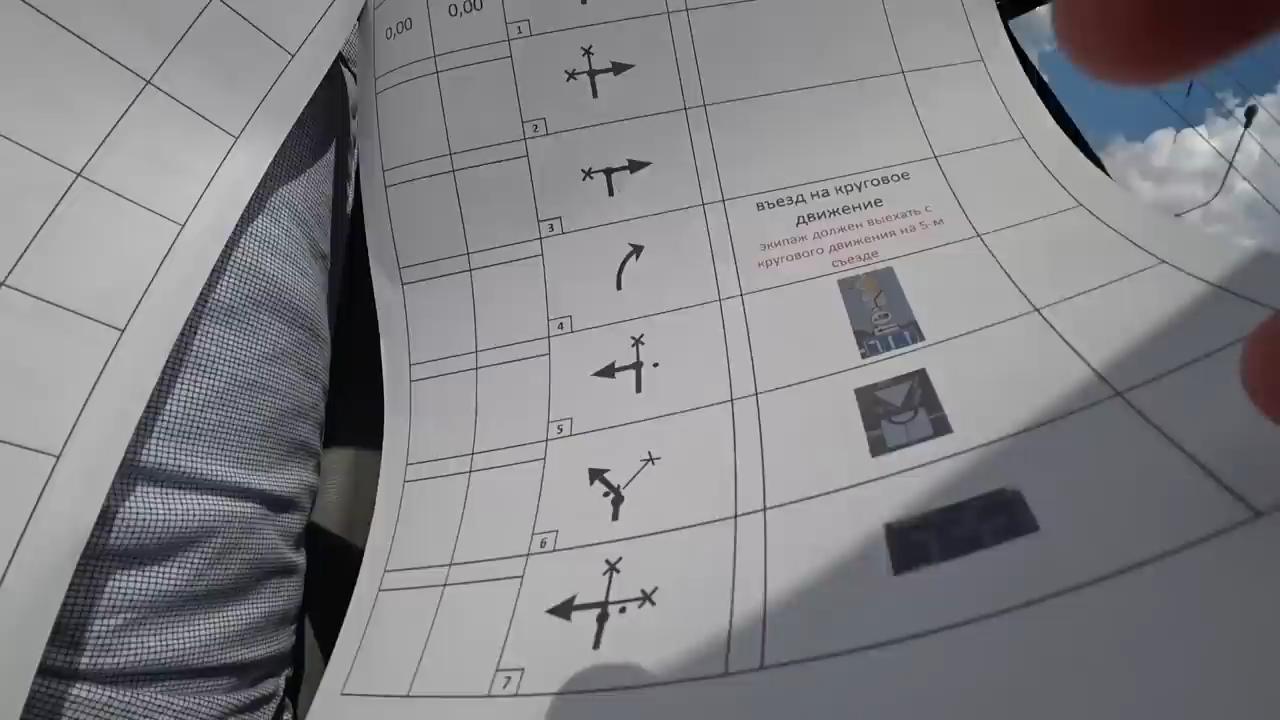 0,00
0,00
1
2
3
въезд на круговое
движение
экипаж должен выехать с
кругового движения на 5-м
съезде
4
5
6
7